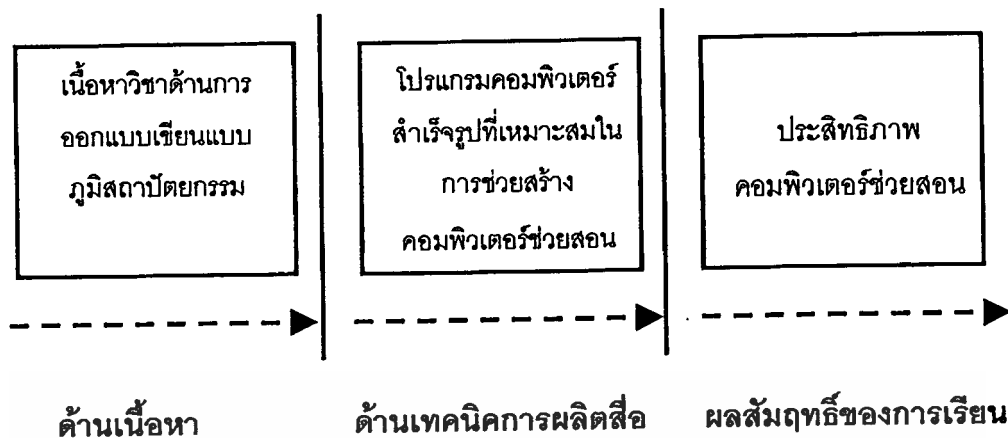 เนื้อหาวิชาด้านการ
ออกแบบเขียนแบบ
ภูมิสถาปัตยกรรม
โปรแกรมคอมพิวเตอร์
สำเร็จรูปที่เหมาะสมใน
การช่วยสร้าง
คอมพิวเตอร์ช่วยสอน
ประสิทธิภาพ
คอมพิวเตอร์ช่วยสอน
ด้านเนื้อหา
ด้านเทคนิคการผลิตสื่อ
ผลสัมฤทธิ์ของการเรียน